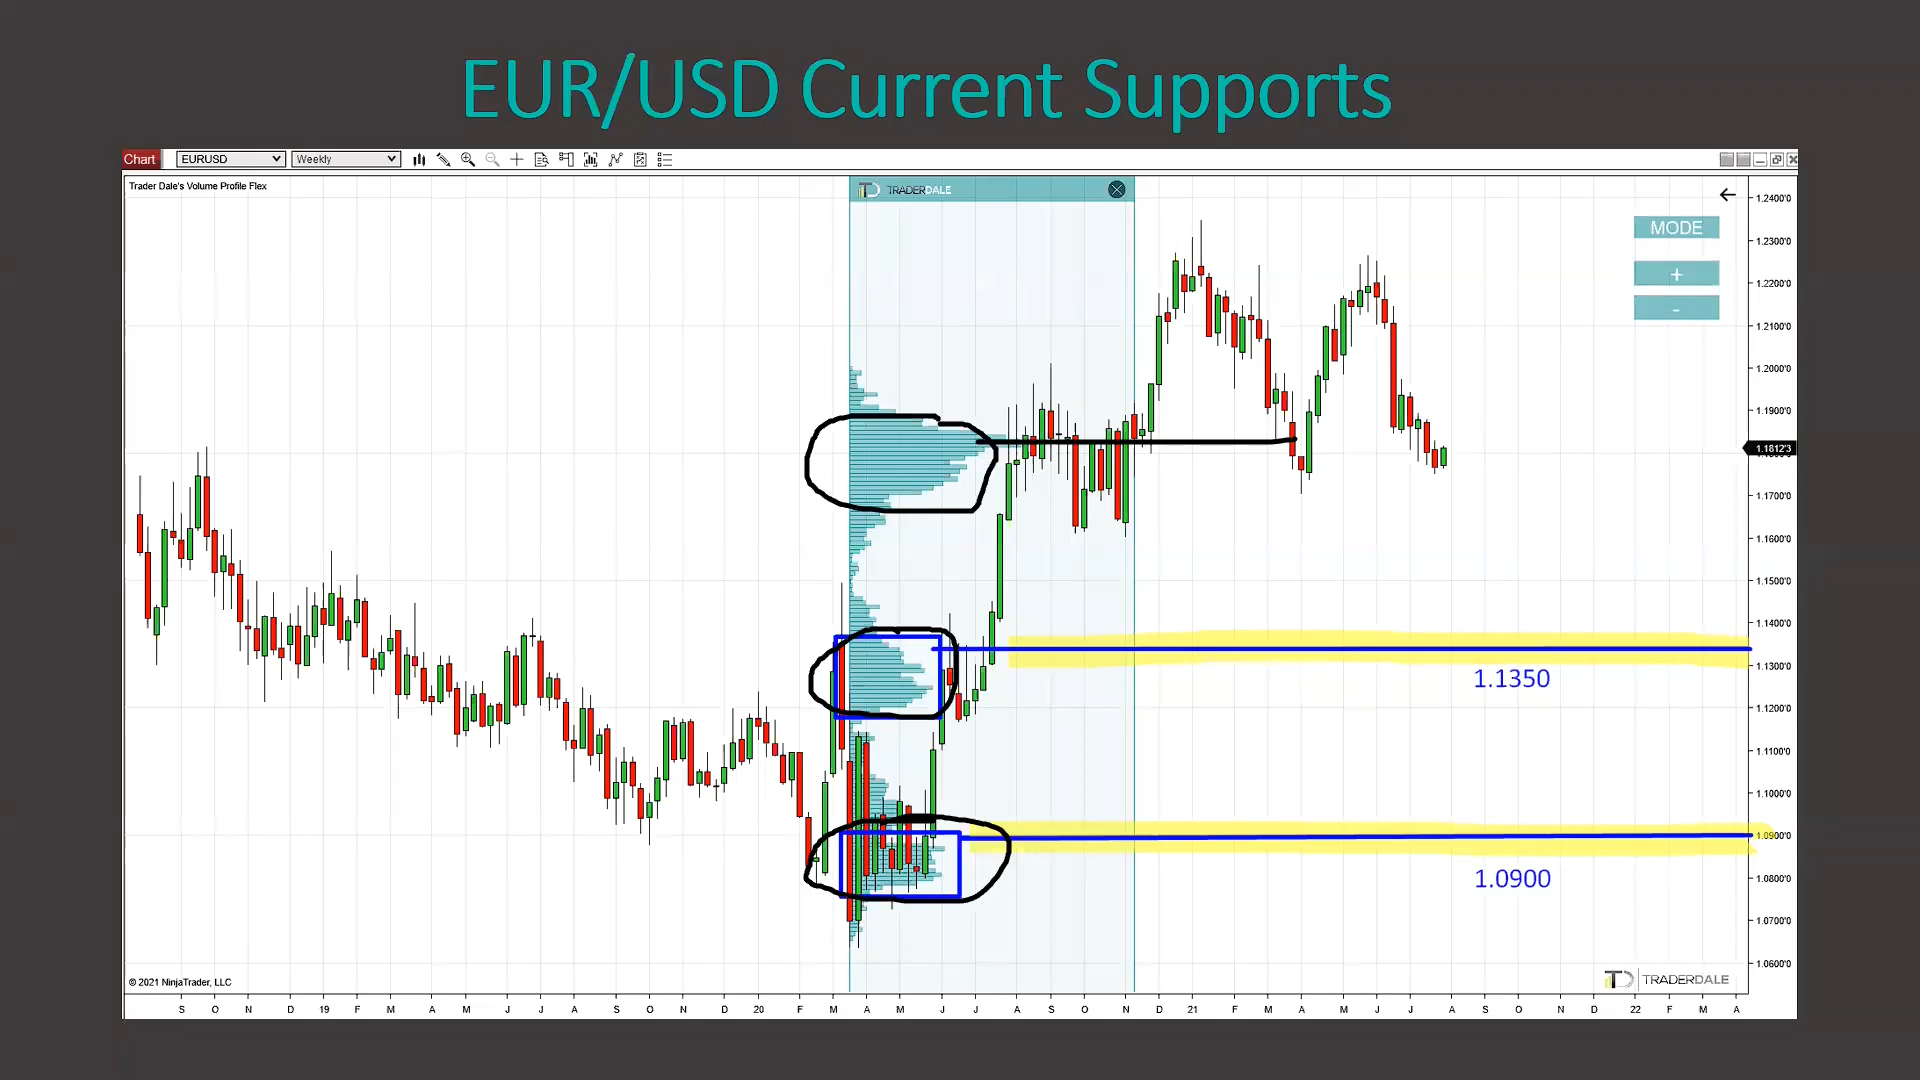 EUR/USD Current Supports
Chart EURUSD Weekly
Trader Dale's Volume Profile Flex
TRADERDALE
MODE
+
-
1.2400'0
1.2300'0
1.2200'0
1.2100'0
1.2000'0
1.1900'0
1.1812'3
1.1700'0
1.1600'0
1.1500'0
1.1400'0
1.1300'0
1.1200'0
1.1100'0
1.1000'0
1.0900'0
1.0800'0
1.0700'0
1.0600'0
1.1350
1.0900
© 2021 NinjaTrader, LLC
TRADERDALE
S O N D 19 F M A M J J A S O N D 20 F M A M J J A S O N D 21 F M A M J J A S O N D 22 F M A